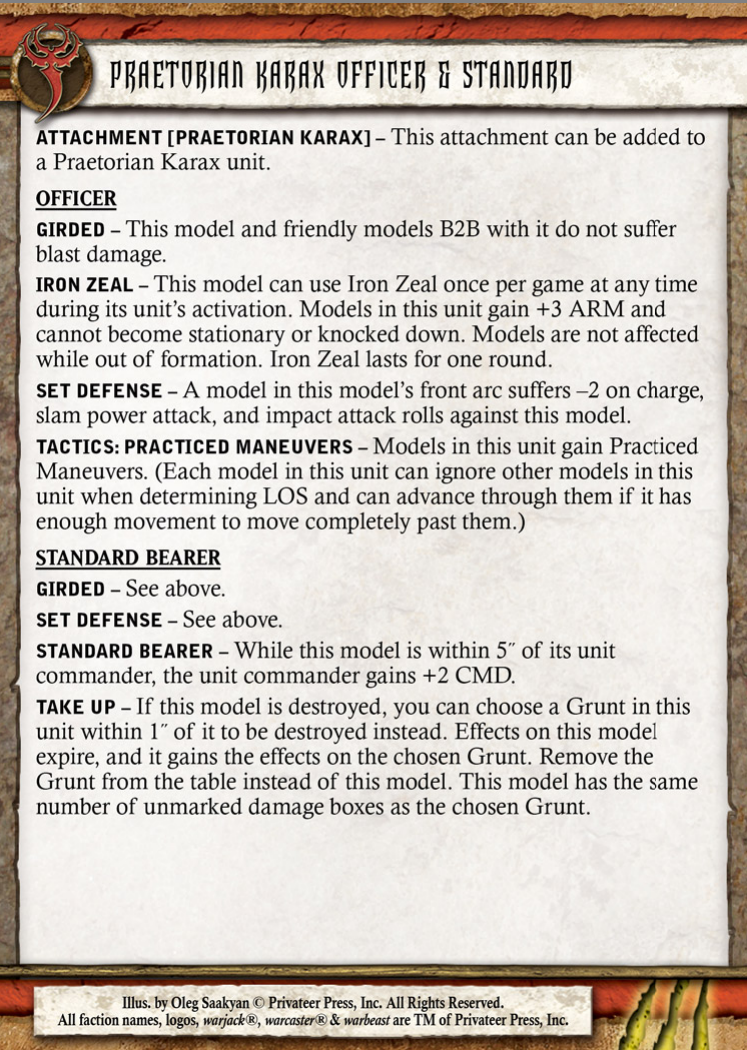 PRAETORIAN KARAX OFFICER & STANDARD
ATTACHMENT [PRAETORIAN KARAX] – This attachment can be added to
a Praetorian Karax unit.
OFFICER
GIRDED – This model and friendly models B2B with it do not suffer
blast damage.
IRON ZEAL – This model can use Iron Zeal once per game at any time
during its unit's activation. Models in this unit gain +3 ARM and
cannot become stationary or knocked down. Models are not affected
while out of formation. Iron Zeal lasts for one round.
SET DEFENSE – A model in this model's front arc suffers –2 on charge,
slam power attack, and impact attack rolls against this model.
TACTICS: PRACTICED MANEUVERS – Models in this unit gain Practiced
Maneuvers. (Each model in this unit can ignore other models in this
unit when determining LOS and can advance through them if it has
enough movement to move completely past them.)
STANDARD BEARER
GIRDED – See above.
SET DEFENSE – See above.
STANDARD BEARER – While this model is within 5˝ of its unit
commander, the unit commander gains +2 CMD.
TAKE UP – If this model is destroyed, you can choose a Grunt in this
unit within 1˝ of it to be destroyed instead. Effects on this model
expire, and it gains the effects on the chosen Grunt. Remove the
Grunt from the table instead of this model. This model has the same
number of unmarked damage boxes as the chosen Grunt.
Illus. by Oleg Saakyan © Privateer Press, Inc. All Rights Reserved.
All faction names, logos, warjack®, warcaster® & warbeast are TM of Privateer Press, Inc.